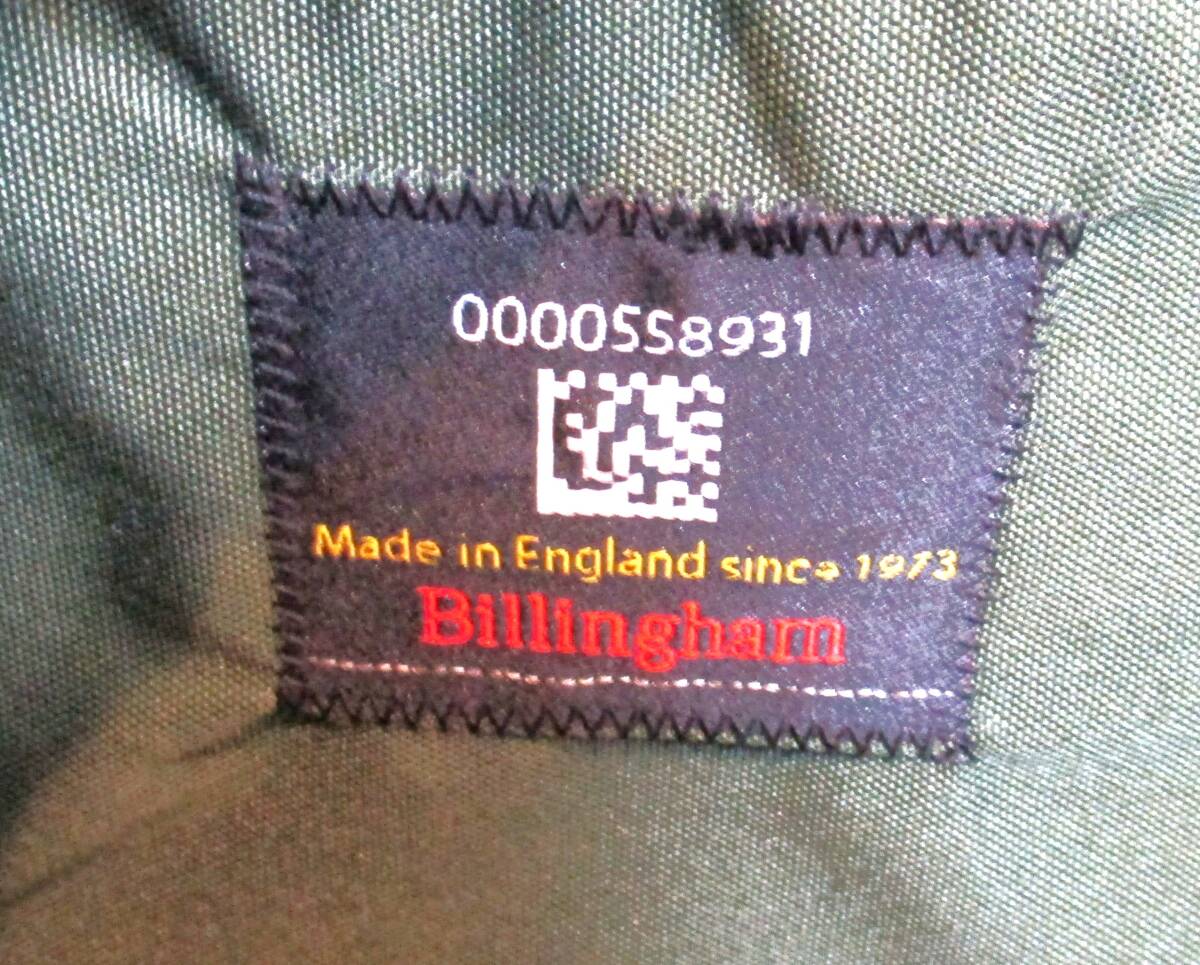 0000558931
Made in England since 1973
Billingham